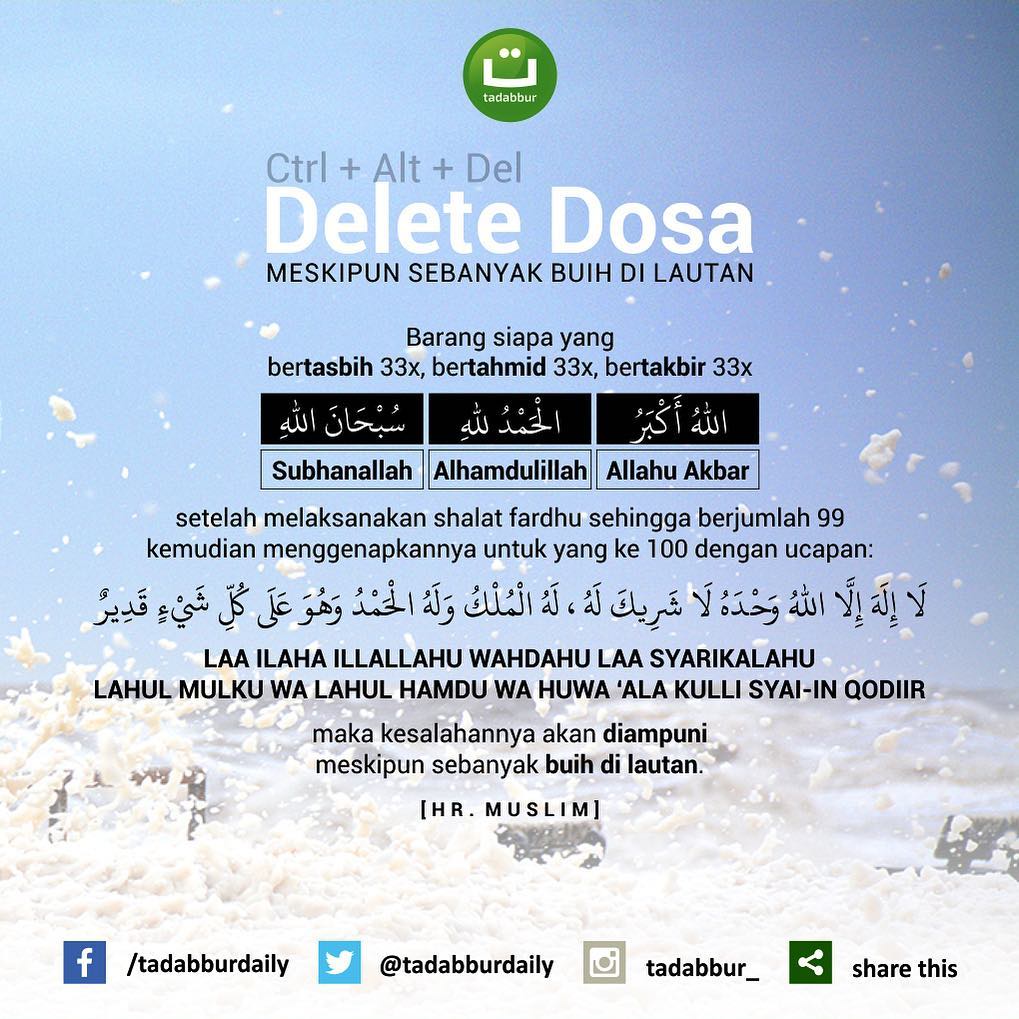 ت
tadabbur
Ctrl + Alt + Del
Delete Dosa
MESKIPUN SEBANYAK BUIH DI LAUTAN
Barang siapa yang
bertasbih 33x, bertahmid 33x, bertakbir 33x
سُبْحَانَ اللهِ الْحَمْدُ للهِ اللهُ أَكْبَرُ
Subhanallah Alhamdulillah Allahu Akbar
setelah melaksanakan shalat fardhu sehingga berjumlah 99
kemudian menggenapkannya untuk yang ke 100 dengan ucapan:
لَا إِلَهَ إِلَّا اللهُ وَحْدَهُ لَا شَرِيكَ لَهُ ، لَهُ الْمُلْكُ وَلَهُ الْحَمْدُ وَهُوَ عَلَى كُلِّ شَيْءٍ قَدِيرٌ
LAA ILAHA ILLALLAHU WAHDAHU LAA SYARIKALAHU
LAHUL MULKU WA LAHUL HAMDU WA HUWA ‘ALA KULLI SYAI-IN QODIIR
maka kesalahannya akan diampuni
meskipun sebanyak buih di lautan.
[HR. MUSLIM]
f /tadabburdaily @tadabburdaily tadabbur_ share this